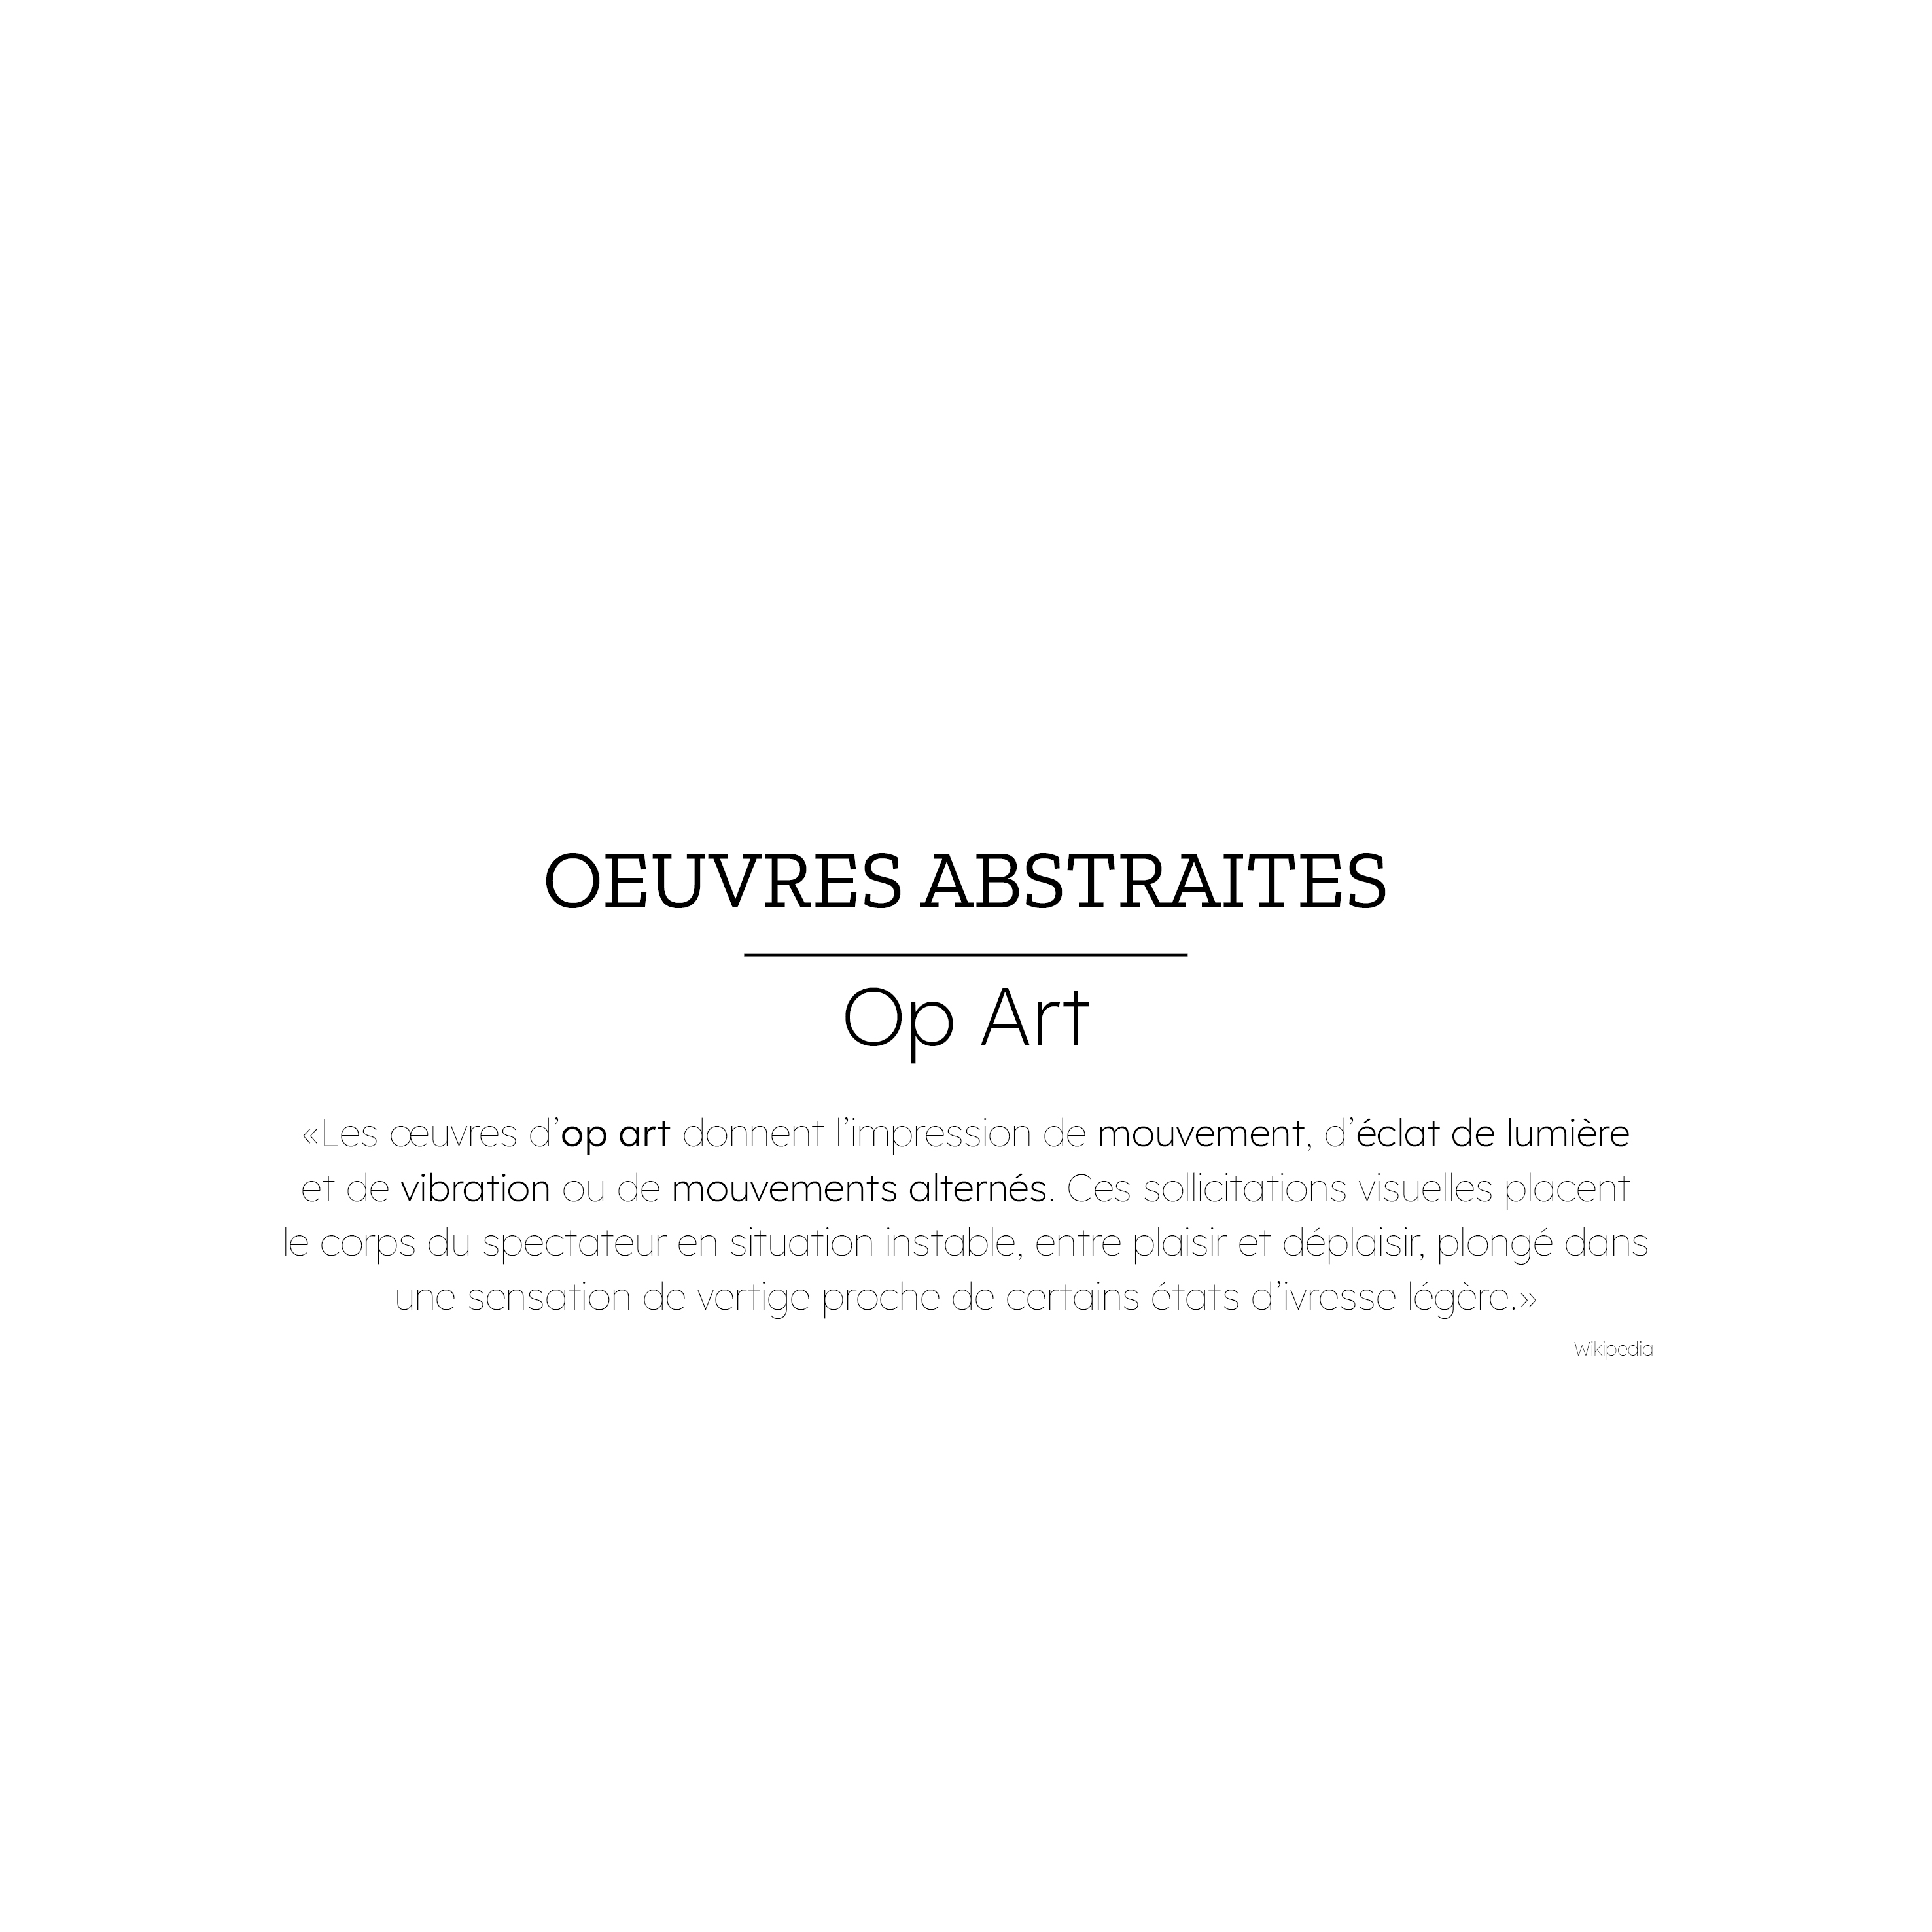 OEUVRES ABSTRAITES
Op Art
«Les œuvres d’op art donnent l’impression de mouvement, d’éclat de lumière
et de vibration ou de mouvements alternés. Ces sollicitations visuelles placent
le corps du spectateur en situation instable, entre plaisir et déplaisir, plongé dans
une sensation de vertige proche de certains états d’ivresse légère.»
Wikipedia